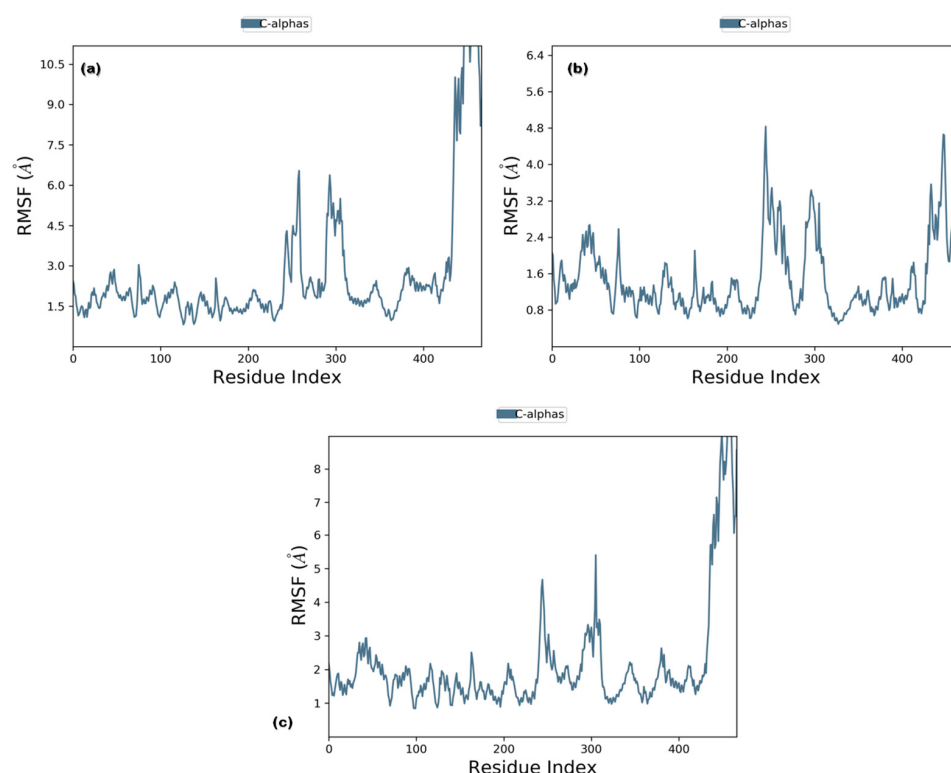 C-alphas
(a)
10.5
9.0
7.5
6.0
4.5
3.0
1.5
RMSF (Å)
0 100 200 300 400
Residue Index
C-alphas
(b)
6.4
5.6
4.8
4.0
3.2
2.4
1.6
0.8
RMSF (Å)
0 100 200 300 400
Residue Index
C-alphas
8
7
6
5
4
3
2
1
RMSF (Å)
(c)
0 100 200 300 400
Residue Index